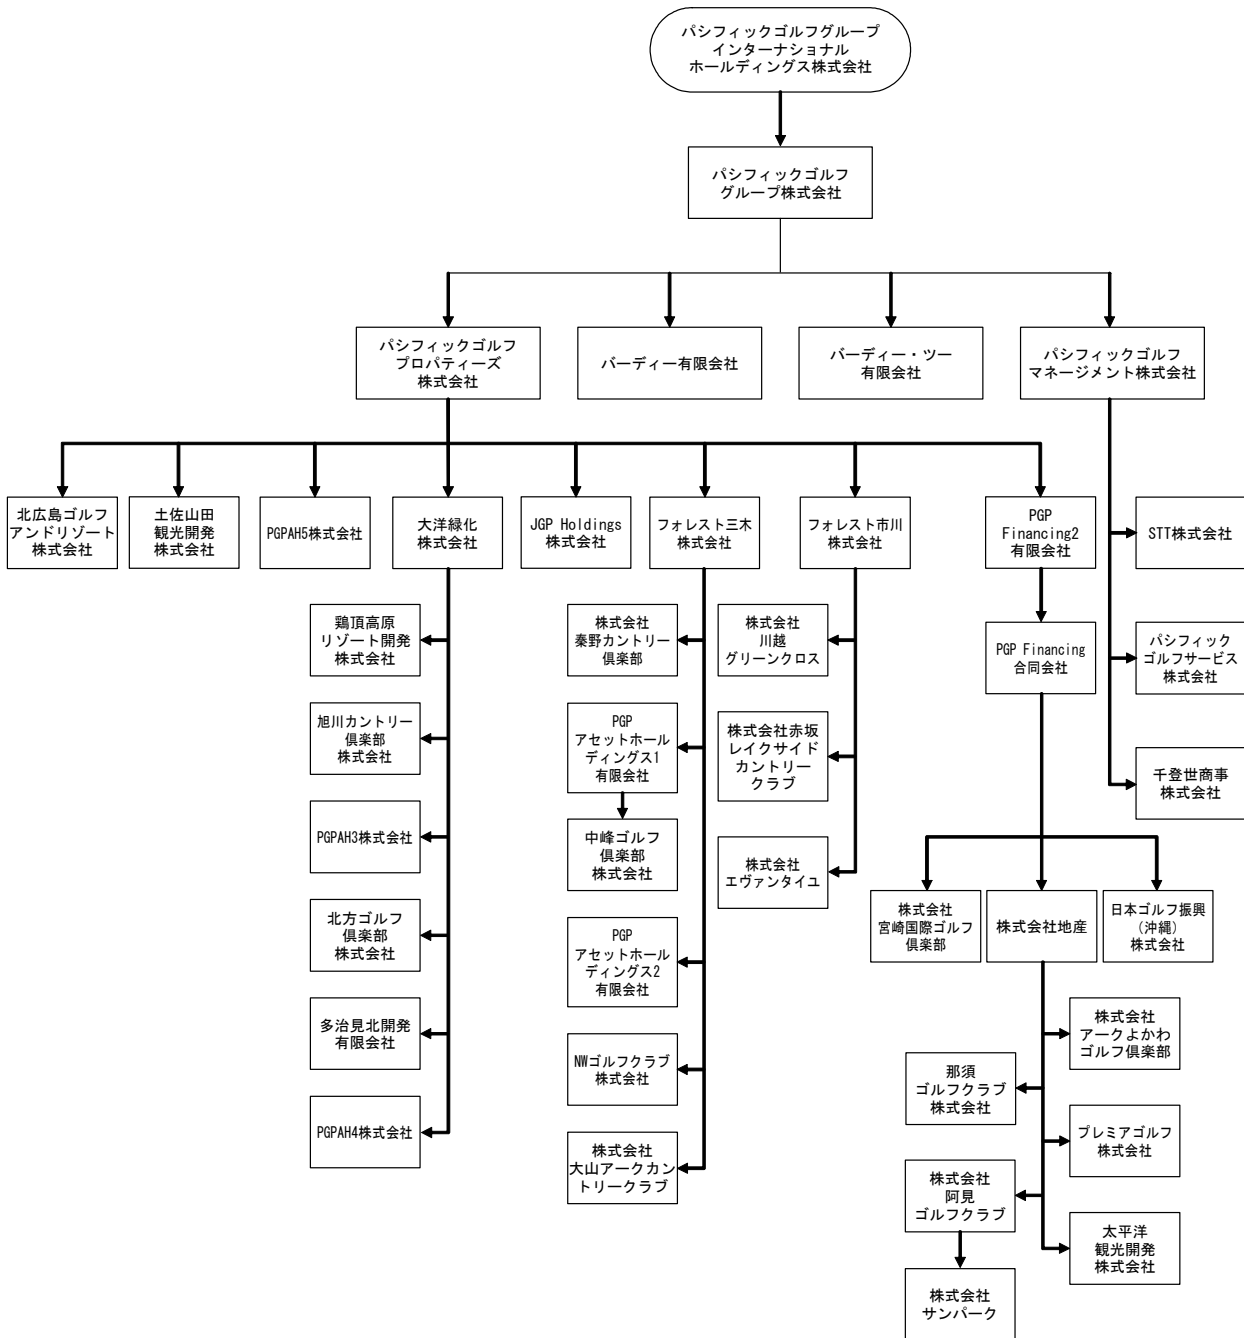 パシフィックゴルフグループ
インターナショナル
ホールディングス株式会社
パシフィックゴルフ
グループ株式会社
パシフィックゴルフ
プロパティーズ
株式会社
バーディー有限会社
バーディー・ツー
有限会社
パシフィックゴルフ
マネージメント株式会社
北広島ゴルフ
アンドリゾート
株式会社
土佐山田
観光開発
株式会社
PGPAH5株式会社
大洋緑化
株式会社
JGP Holdings
株式会社
フォレスト三木
株式会社
フォレスト市川
株式会社
PGP
Financing2
有限会社
STT株式会社
鶏頂高原
リゾート開発
株式会社
旭川カントリー
倶楽部
株式会社
PGPAH3株式会社
北方ゴルフ
倶楽部
株式会社
多治見北開発
有限会社
PGPAH4株式会社
株式会社
秦野カントリー
倶楽部
PGP
アセットホール
ディングス1
有限会社
中峰ゴルフ
倶楽部
株式会社
PGP
アセットホール
ディングス2
有限会社
NWゴルフクラブ
株式会社
株式会社
大山アークカン
トリークラブ
株式会社
川越
グリーンクロス
株式会社赤坂
レイクサイド
カントリー
クラブ
株式会社
エヴァンタイユ
PGP Financing
合同会社
パシフィック
ゴルフサービス
株式会社
千登世商事
株式会社
株式会社
宮崎国際ゴルフ
倶楽部
株式会社地産
日本ゴルフ振興
(沖縄)
株式会社
株式会社
アークよかわ
ゴルフ倶楽部
那須
ゴルフクラブ
株式会社
プレミアゴルフ
株式会社
株式会社
阿見
ゴルフクラブ
太平洋
観光開発
株式会社
株式会社
サンパーク